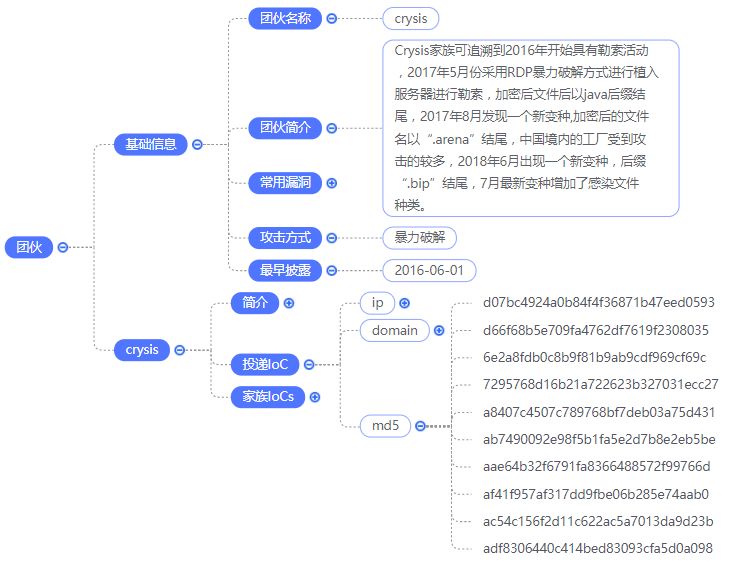 团伙
基础信息
团伙名称
crysis
团伙简介
Crysis家族可追溯到2016年开始具有勒索活动
，2017年5月份采用RDP暴力破解方式进行植入
服务器进行勒索，加密后文件后以java后缀结
尾，2017年8月发现一个新变种,加密后的文件
名以“.arena”结尾，中国境内的工厂受到攻
击的较多，2018年6月出现一个新变种，后缀
“.bip”结尾，7月最新变种增加了感染文件
种类。
常用漏洞
攻击方式
暴力破解
最早披露
2016-06-01
crysis
简介
投递IoC
ip
domain
md5
d07bc4924a0b84f4f36871b47eed0593
d66f68b5e709fa4762df7619f2308035
6e2a8fdb0c8b9f81b9ab9cdf969cf69c
7295768d16b21a722623b327031ecc27
a8407c4507c789768bf7deb03a75d431
ab7490092e98f5b1fa5e2d7b8e2eb5be
aae64b32f6791fa8366488572f99766d
af41f957af317dd9fbe06b285e74aab0
ac54c156f2d11c622ac5a7013da9d23b
adf8306440c414bed83093cfa5d0a098
家族IoCs